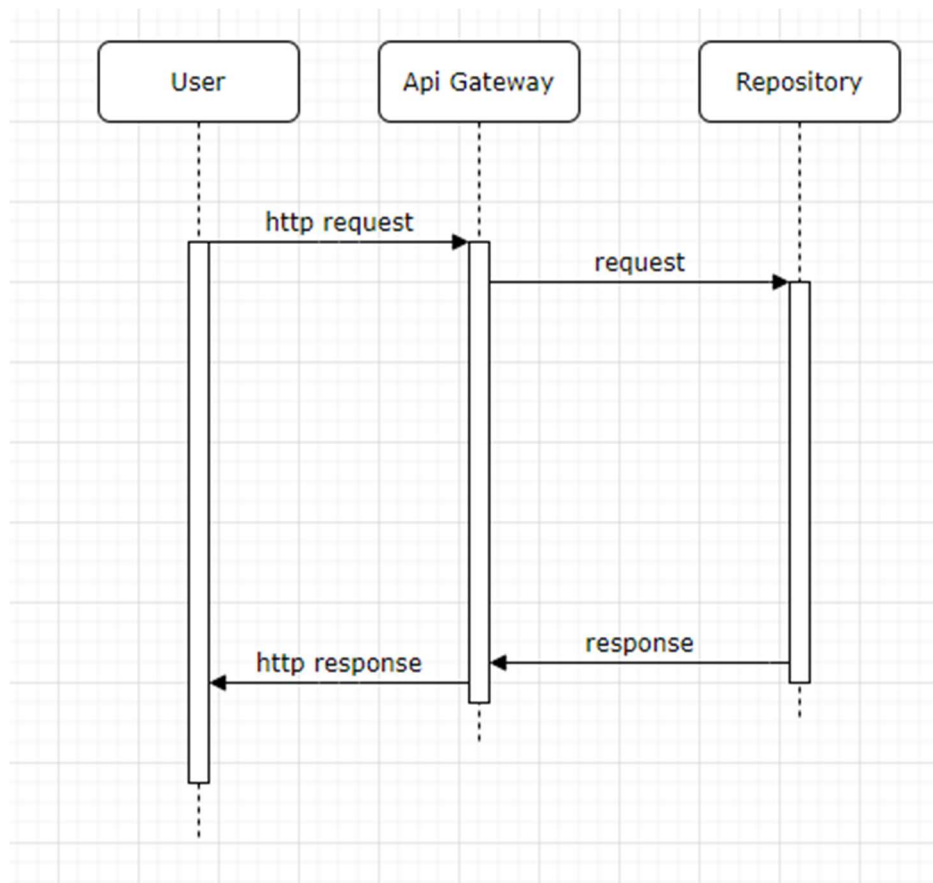 User
Api Gateway
Repository
http request
request
response
http response